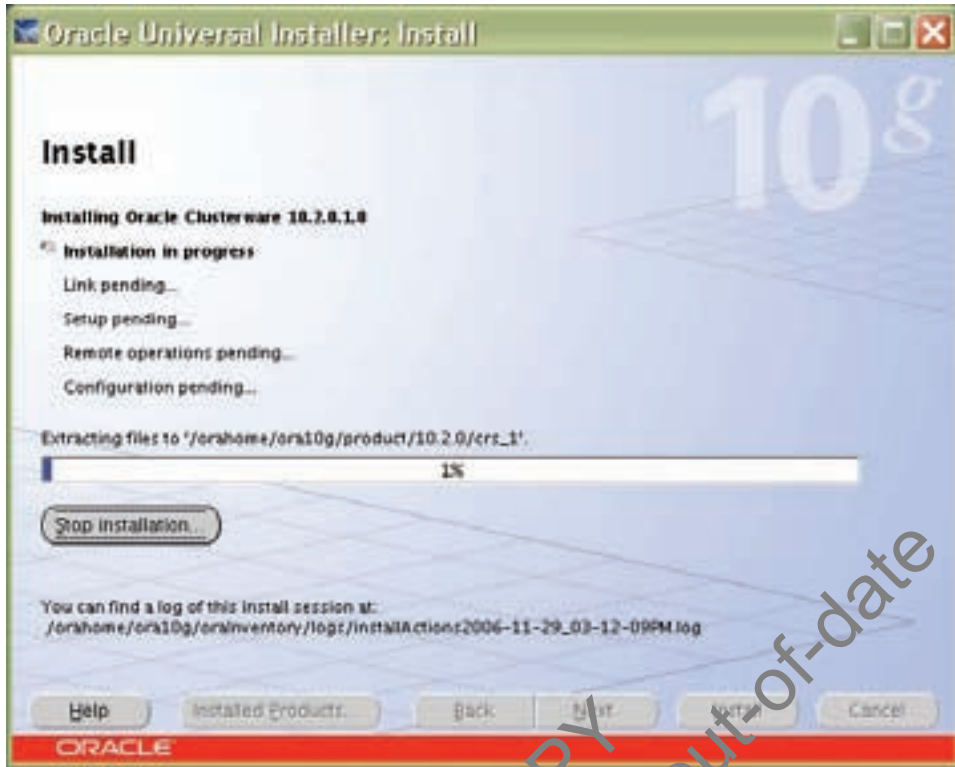 Oracle Universal Installer: Install
10g
Install
Installing Oracle Clusterware 10.2.0.1.0
Installation in progress
Link pending...
Setup pending...
Remote operations pending...
Configuration pending...
Extracting files to '/orahome/ora10g/product/10.2.0/crs_1'.
1%
Stop installation...
You can find a log of this install session at:
/orahome/ora10g/oraInventory/logs/installActions2006-11-29_03-12-09PM.log
Help Installed Products... Back Next Install Cancel
ORACLE
PY
out-of-date